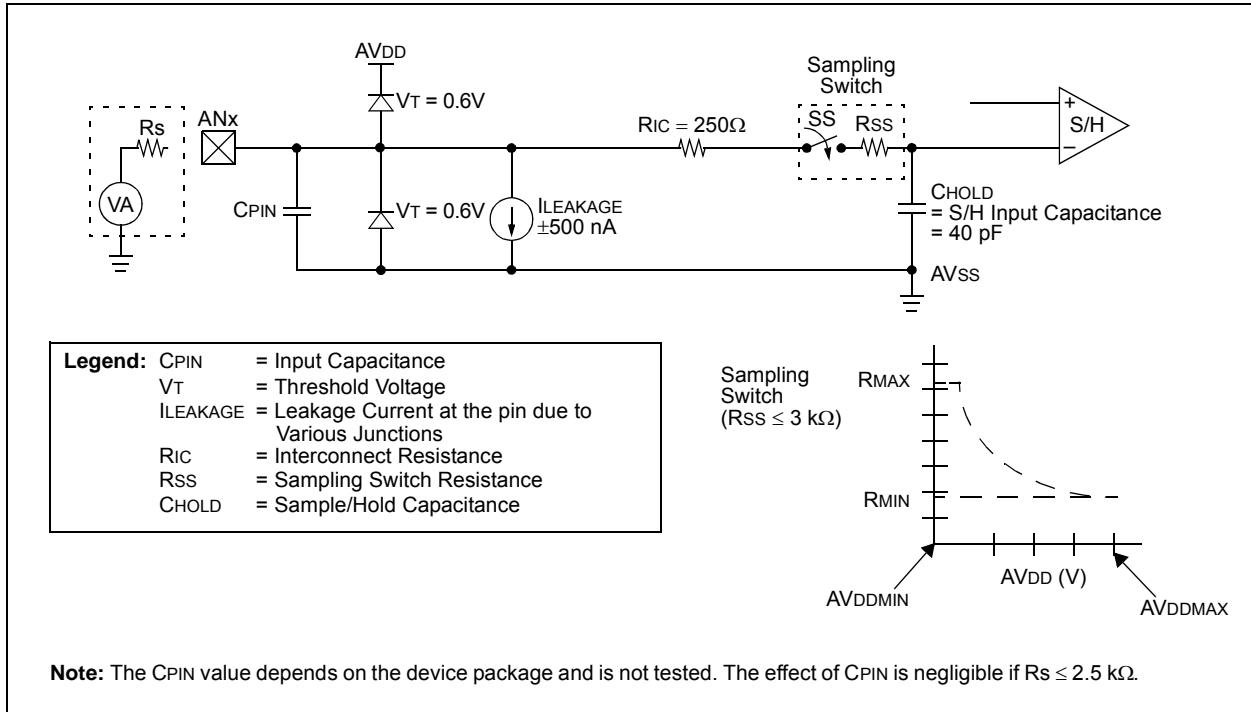 AVDD
Sampling
Switch
VT = 0.6V
Rs
ANx
RIC = 250Ω
SS
RSS
+
S/H
−
VA
CPIN
VT = 0.6V
ILEAKAGE
±500 nA
CHOLD
= S/H Input Capacitance
= 40 pF
AVSS
Legend: CPIN = Input Capacitance
VT = Threshold Voltage
ILEAKAGE = Leakage Current at the pin due to
Various Junctions
RIC = Interconnect Resistance
RSS = Sampling Switch Resistance
CHOLD = Sample/Hold Capacitance
Sampling
Switch
(RSS ≤ 3 kΩ)
RMAX
RMIN
AVDD (V)
AVDDMIN
AVDDMAX
Note: The CPIN value depends on the device package and is not tested. The effect of CPIN is negligible if Rs ≤ 2.5 kΩ.